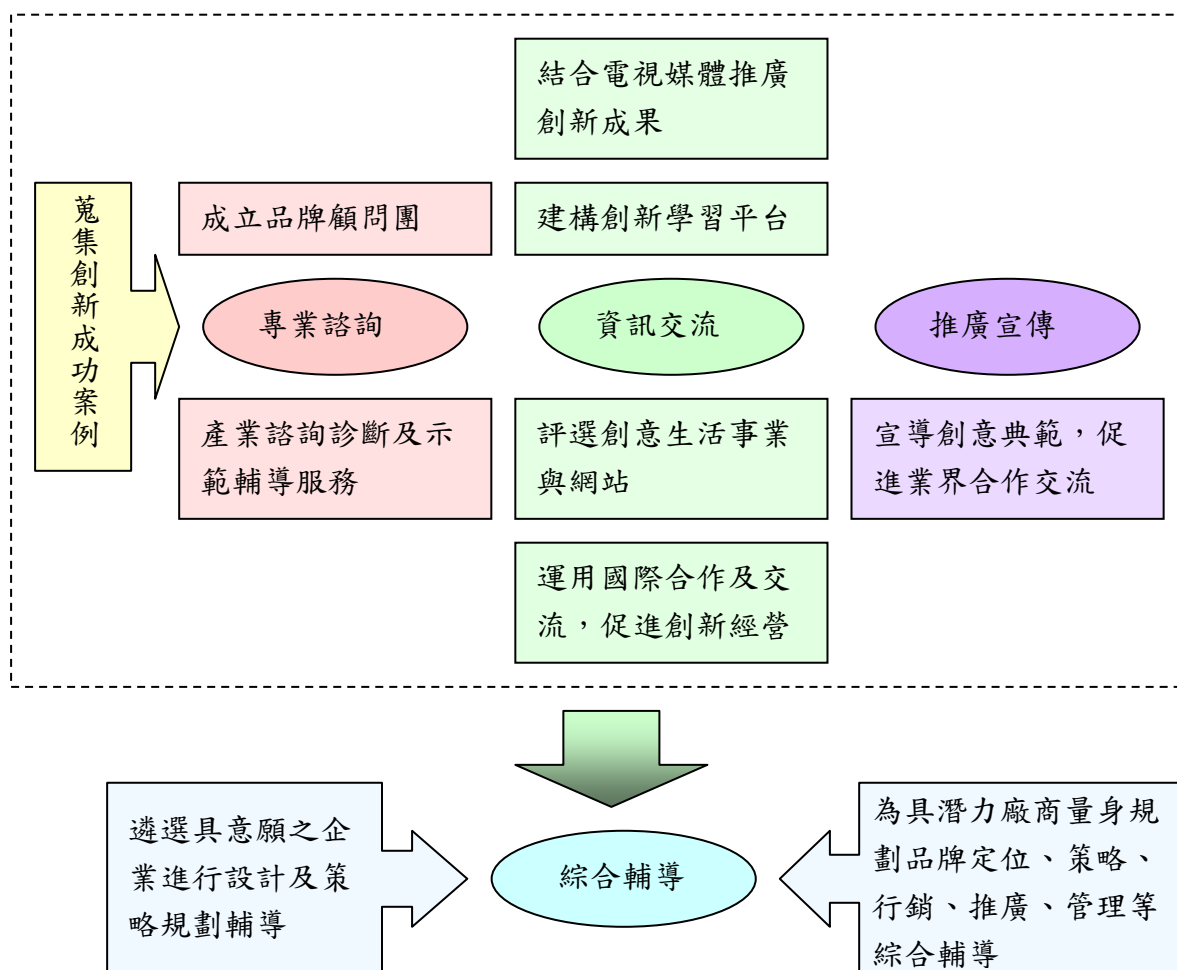 結合電視媒體推廣
創新成果
蒐集創新成功案例
成立品牌顧問團
建構創新學習平台
專業諮詢
資訊交流
推廣宣傳
產業諮詢診斷及示
範輔導服務
評選創意生活事業
與網站
宣導創意典範，促
進業界合作交流
運用國際合作及交
流，促進創新經營
遴選具意願之企
業進行設計及策
略規劃輔導
綜合輔導
為具潛力廠商量身規
劃品牌定位、策略、
行銷、推廣、管理等
綜合輔導